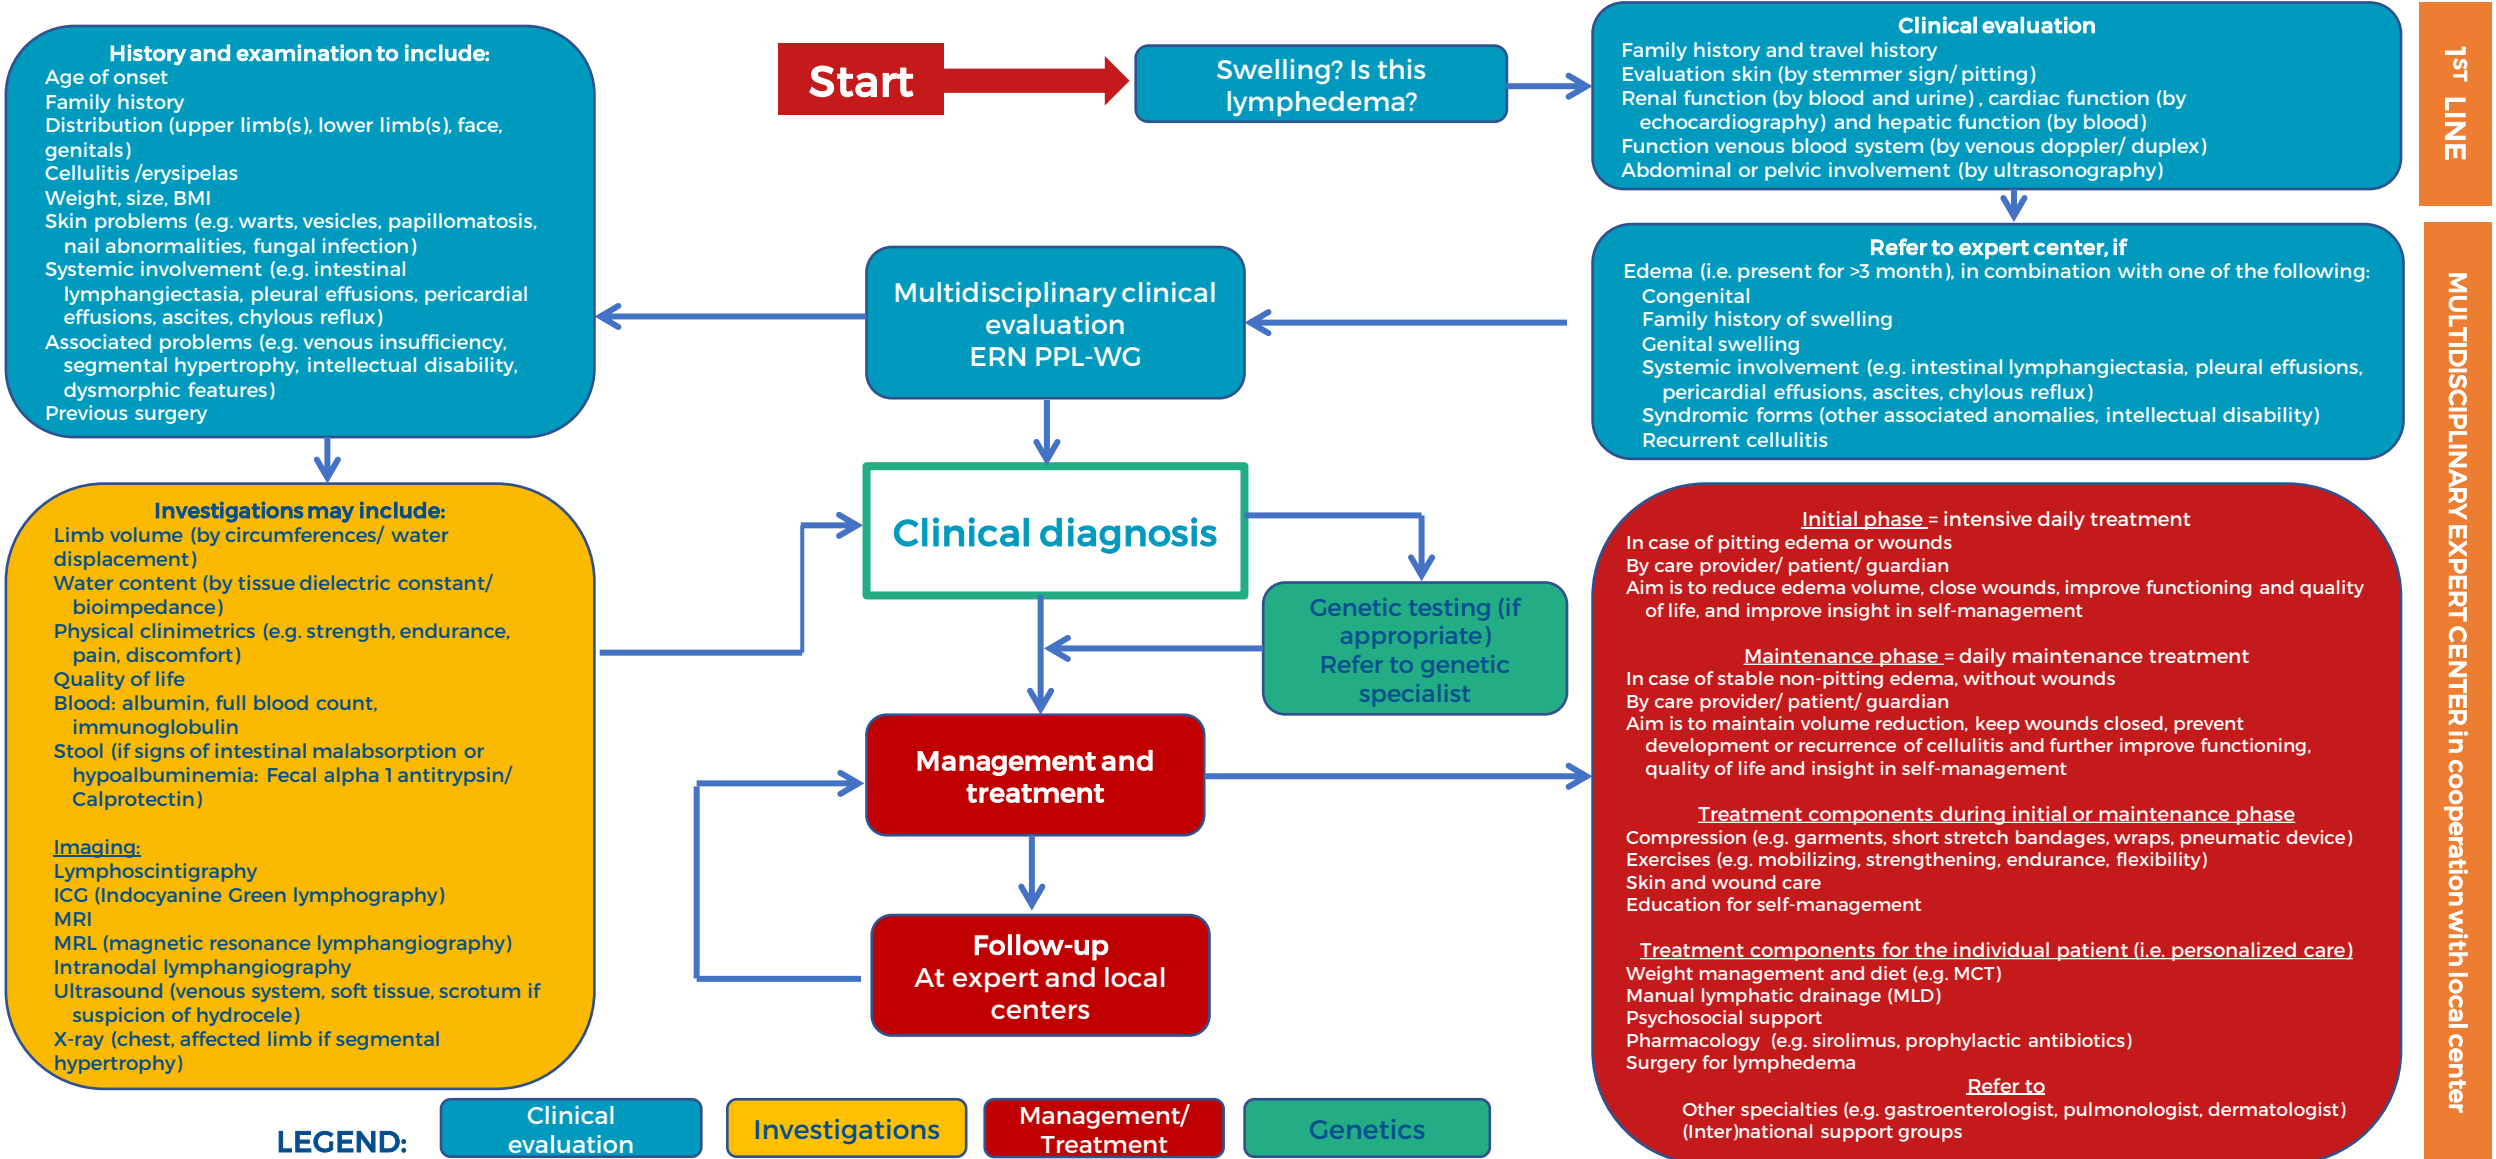 Start
Swelling? Is this
lymphedema?
Clinical evaluation
Family history and travel history
Evaluation skin (by stemmer sign/ pitting)
Renal function (by blood and urine) , cardiac function (by
echocardiography) and hepatic function (by blood)
Function venous blood system (by venous doppler/ duplex)
Abdominal or pelvic involvement (by ultrasonography)
1ST LINE
Refer to expert center, if
Edema (i.e. present for >3 month), in combination with one of the following:
Congenital
Family history of swelling
Genital swelling
Systemic involvement (e.g. intestinal lymphangiectasia, pleural effusions,
pericardial effusions, ascites, chylous reflux)
Syndromic forms (other associated anomalies, intellectual disability)
Recurrent cellulitis
MULTIDISCIPLINARY EXPERT CENTER in cooperation with local center
Multidisciplinary clinical
evaluation
ERN PPL-WG
History and examination to include:
Age of onset
Family history
Distribution (upper limb(s), lower limb(s), face,
genitals)
Cellulitis /erysipelas
Weight, size, BMI
Skin problems (e.g. warts, vesicles, papillomatosis,
nail abnormalities, fungal infection)
Systemic involvement (e.g. intestinal
lymphangiectasia, pleural effusions, pericardial
effusions, ascites, chylous reflux)
Associated problems (e.g. venous insufficiency,
segmental hypertrophy, intellectual disability,
dysmorphic features)
Previous surgery
Investigations may include:
Limb volume (by circumferences/ water
displacement)
Water content (by tissue dielectric constant/
bioimpedance)
Physical clinimetrics (e.g. strength, endurance,
pain, discomfort)
Quality of life
Blood: albumin, full blood count,
immunoglobulin
Stool (if signs of intestinal malabsorption or
hypoalbuminemia: Fecal alpha 1 antitrypsin/
Calprotectin)
Imaging:
Lymphoscintigraphy
ICG (Indocyanine Green lymphography)
MRI
MRL (magnetic resonance lymphangiography)
Intranodal lymphangiography
Ultrasound (venous system, soft tissue, scrotum if
suspicion of hydrocele)
X-ray (chest, affected limb if segmental
hypertrophy)
Clinical diagnosis
Genetic testing (if
appropriate)
Refer to genetic
specialist
Management and
treatment
Follow-up
At expert and local
centers
Initial phase = intensive daily treatment
In case of pitting edema or wounds
By care provider/ patient/ guardian
Aim is to reduce edema volume, close wounds, improve functioning and quality
of life, and improve insight in self-management
Maintenance phase = daily maintenance treatment
In case of stable non-pitting edema, without wounds
By care provider/ patient/ guardian
Aim is to maintain volume reduction, keep wounds closed, prevent
development or recurrence of cellulitis and further improve functioning,
quality of life and insight in self-management
Treatment components during initial or maintenance phase
Compression (e.g. garments, short stretch bandages, wraps, pneumatic device)
Exercises (e.g. mobilizing, strengthening, endurance, flexibility)
Skin and wound care
Education for self-management
Treatment components for the individual patient (i.e. personalized care)
Weight management and diet (e.g. MCT)
Manual lymphatic drainage (MLD)
Psychosocial support
Pharmacology (e.g. sirolimus, prophylactic antibiotics)
Surgery for lymphedema
Refer to
Other specialties (e.g. gastroenterologist, pulmonologist, dermatologist)
(Inter)national support groups
LEGEND:
Clinical
evaluation
Investigations
Management/
Treatment
Genetics